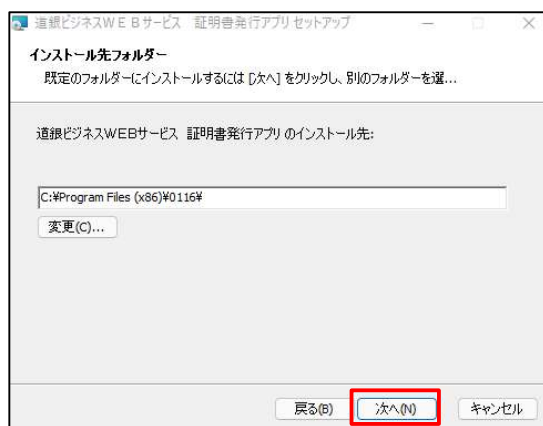 道銀ビジネスWEBサービス 証明書発行アプリ セットアップ
インストール先フォルダー
既定のフォルダーにインストールするには [次へ] をクリックし、別のフォルダーを選...
道銀ビジネスWEBサービス 証明書発行アプリ のインストール先:
C:¥Program Files (x86)¥0116¥
変更(C)...
戻る(B) 次へ(N) キャンセル